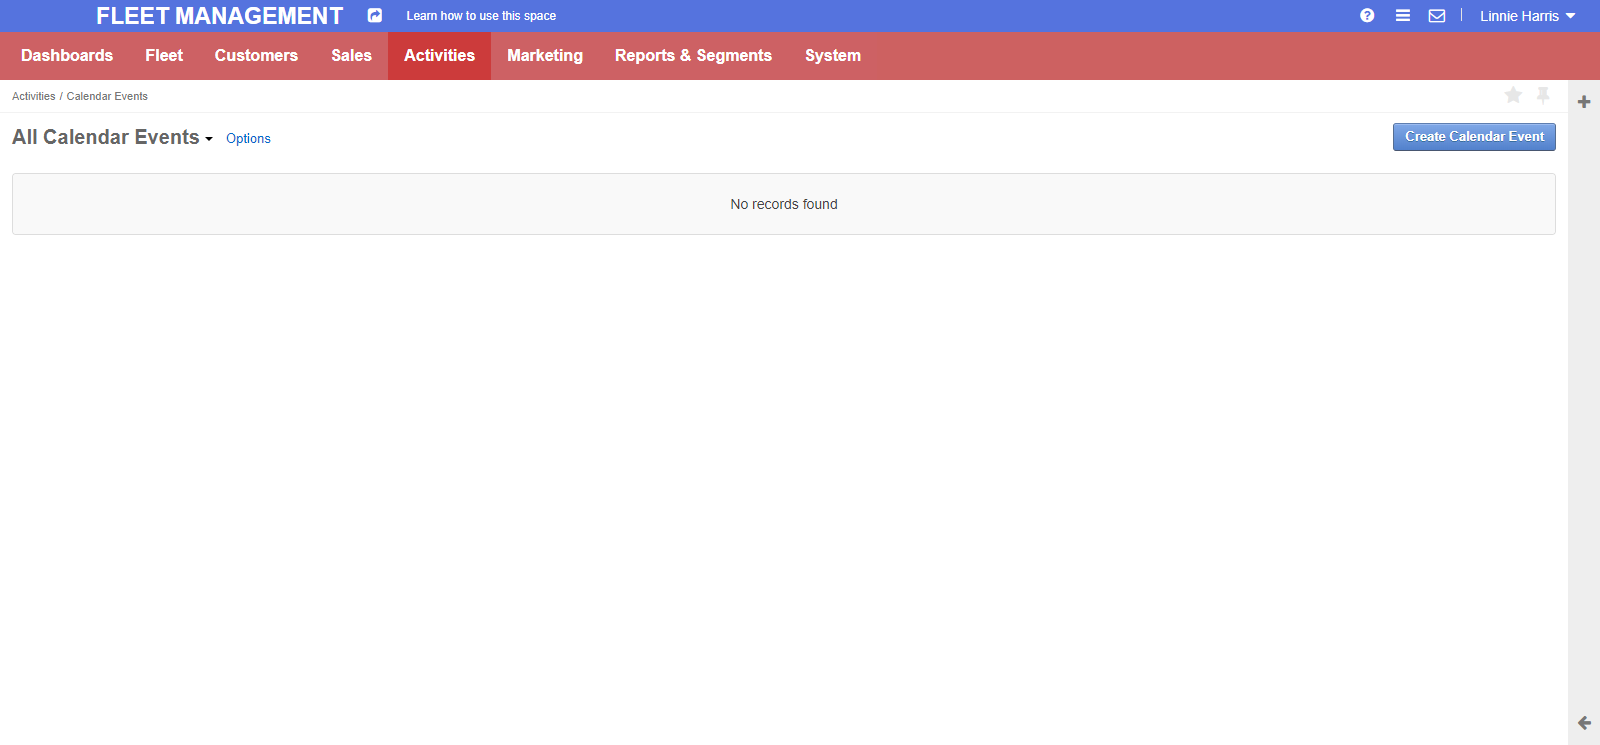 FLEET MANAGEMENT Learn how to use this space Linnie Harris
Dashboards Fleet Customers Sales Activities Marketing Reports & Segments System
Activities / Calendar Events
All Calendar Events Options Create Calendar Event
No records found